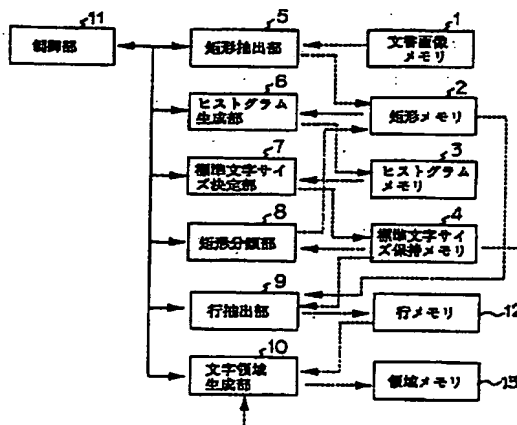 11
制御部
5
矩形抽出部
1
文書画像
メモリ
6
ヒストグラム
生成部
2
矩形メモリ
7
標準文字サイ
ズ決定部
3
ヒストグラム
メモリ
8
矩形分類部
4
標準文字サイ
ズ保持メモリ
9
行抽出部
行メモリ
12
10
文字領域
生成部
領域メモリ
13